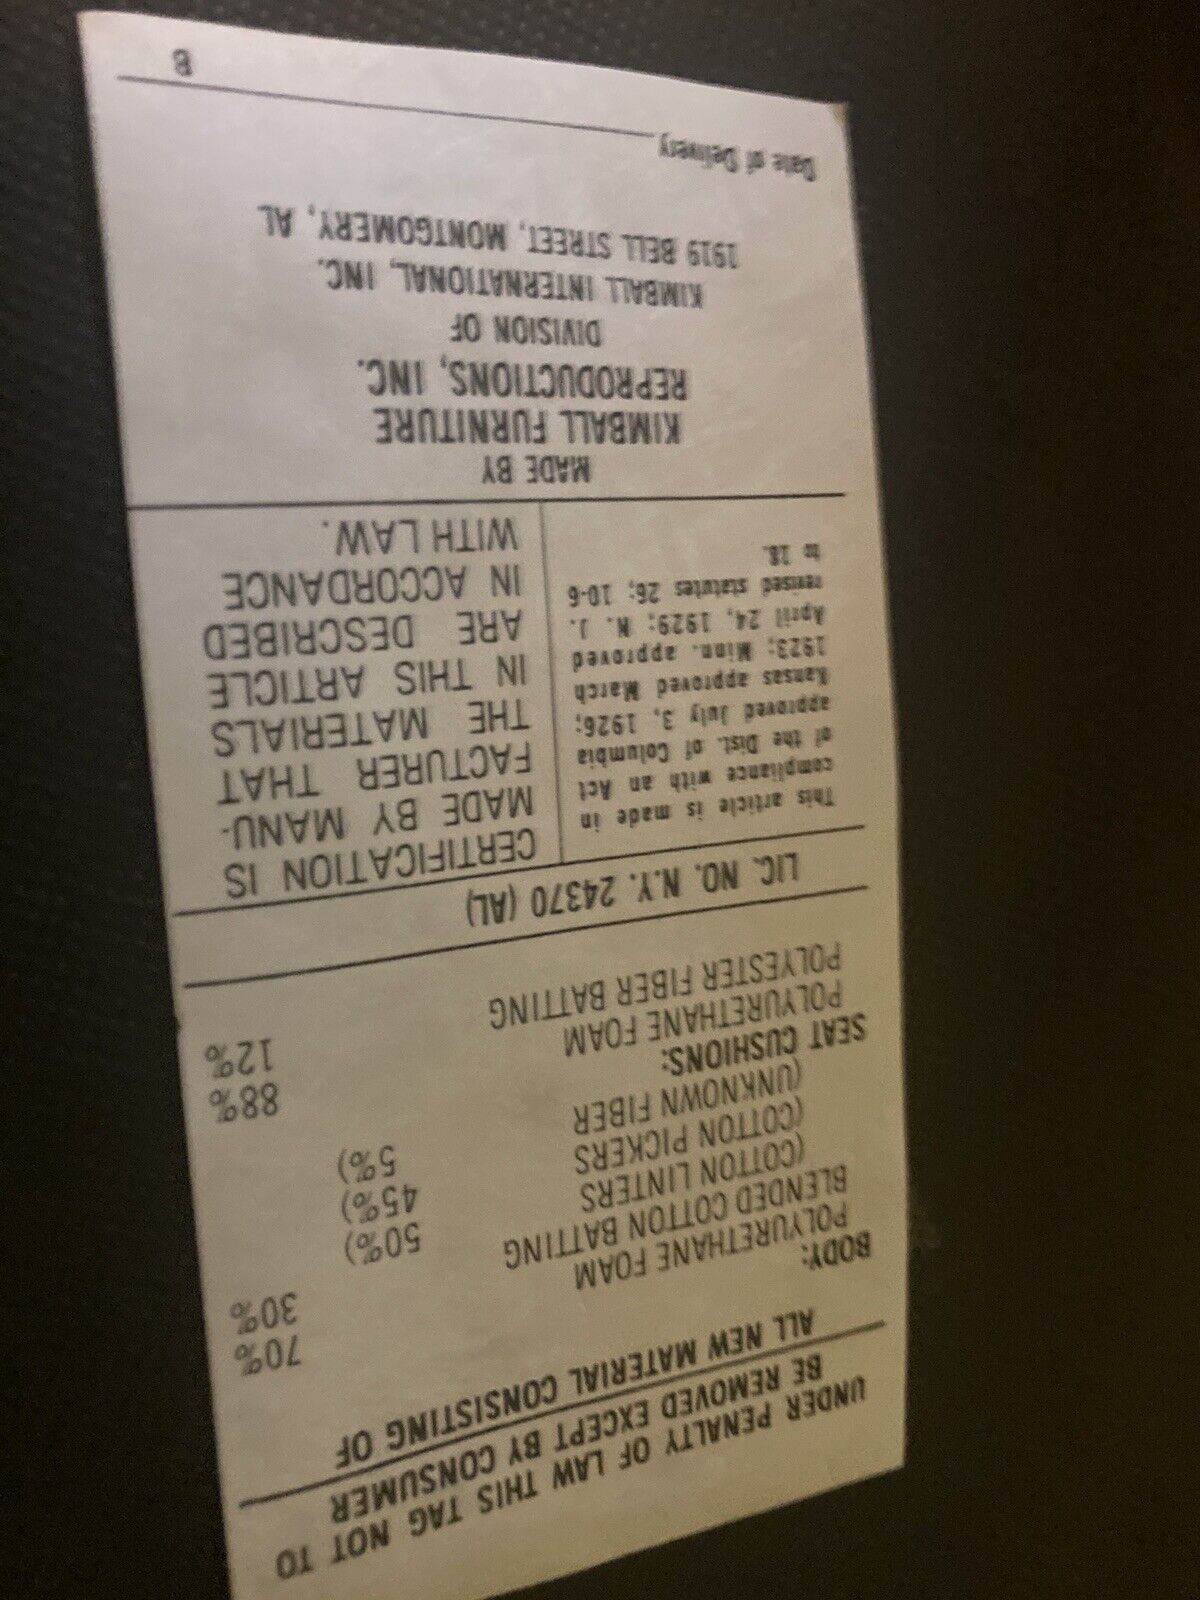 UNDER PENALTY OF LAW THIS TAG NOT TO
BE REMOVED EXCEPT BY CONSUMER
ALL NEW MATERIAL CONSISTING OF
BODY:
POLYURETHANE FOAM 70%
BLENDED COTTON BATTING 30%
(COTTON LINTERS 50%)
(COTTON PICKERS 45%)
(UNKNOWN FIBER 5%)
SEAT CUSHIONS:
POLYURETHANE FOAM 88%
POLYESTER FIBER BATTING 12%
LIC. NO. N.Y. 24370 (AL)
This article is made in
compliance with an Act
of the Dist. of Columbia
approved July 3, 1926;
Kansas approved March
1923; Minn. approved
April 24, 1929; N. J.
revised statutes 26; 10-6
to 18.
CERTIFICATION IS
MADE BY MANU-
FACTURER THAT
THE MATERIALS
IN THIS ARTICLE
ARE DESCRIBED
IN ACCORDANCE
WITH LAW.
MADE BY
KIMBALL FURNITURE
REPRODUCTIONS, INC.
DIVISION OF
KIMBALL INTERNATIONAL, INC.
1919 BELL STREET, MONTGOMERY, AL
Date of Delivery
8